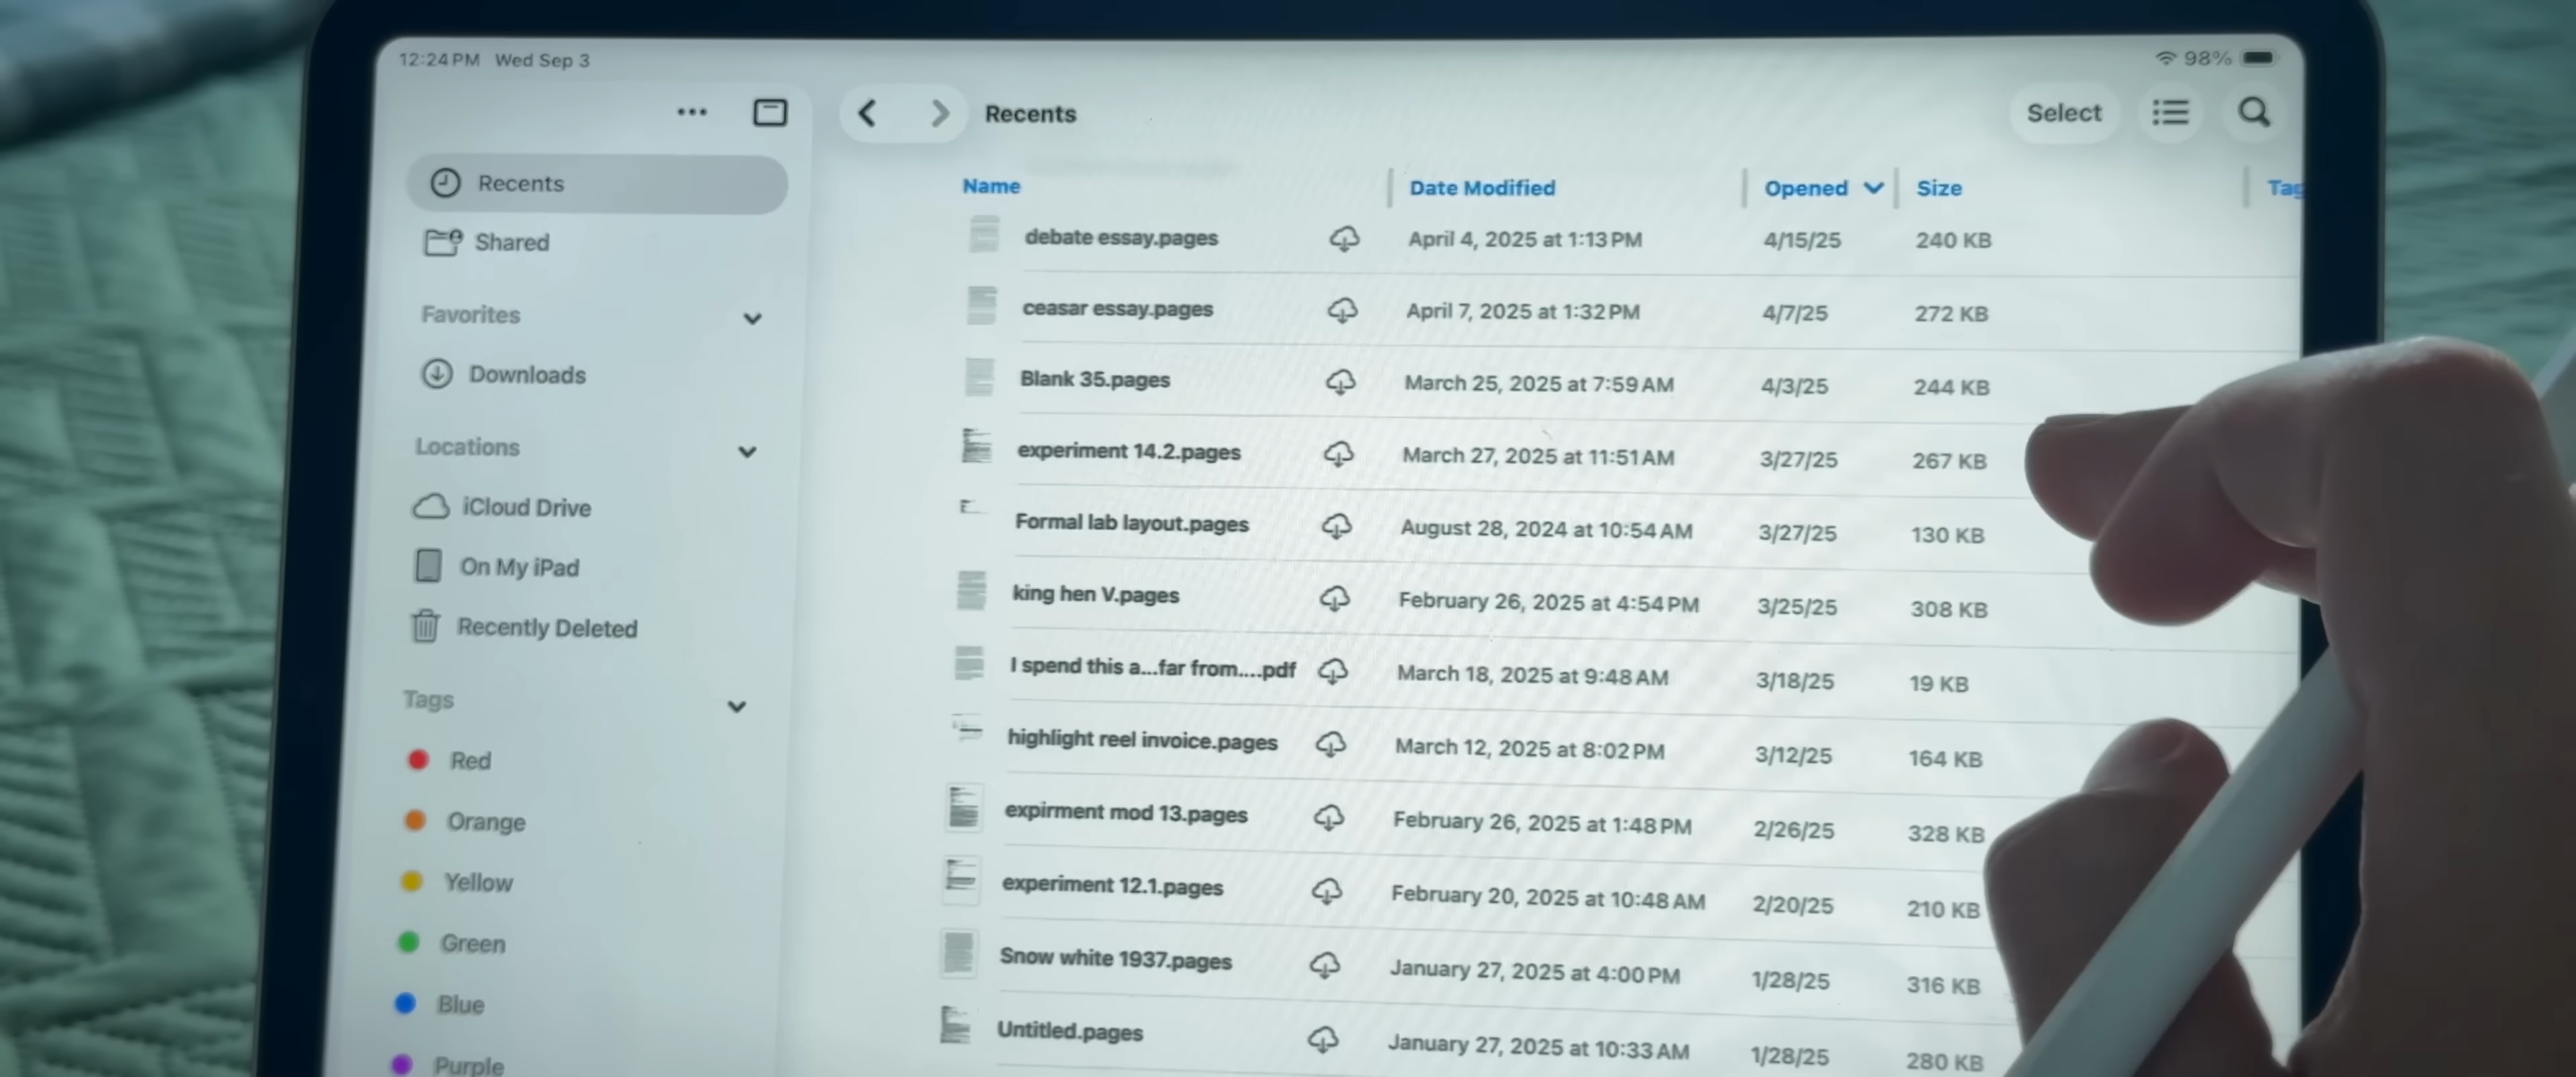 12:24 PM Wed Sep 3
98%
Recents
Select
Recents
Shared
Favorites
Downloads
Locations
iCloud Drive
On My iPad
Recently Deleted
Tags
Red
Orange
Yellow
Green
Blue
Purple
Name Date Modified Opened Size Tag
debate essay.pages April 4, 2025 at 1:13 PM 4/15/25 240 KB
ceasar essay.pages April 7, 2025 at 1:32 PM 4/7/25 272 KB
Blank 35.pages March 25, 2025 at 7:59 AM 4/3/25 244 KB
experiment 14.2.pages March 27, 2025 at 11:51 AM 3/27/25 267 KB
Formal lab layout.pages August 28, 2024 at 10:54 AM 3/27/25 130 KB
king hen V.pages February 26, 2025 at 4:54 PM 3/25/25 308 KB
I spend this a...far from....pdf March 18, 2025 at 9:48 AM 3/18/25 19 KB
highlight reel invoice.pages March 12, 2025 at 8:02 PM 3/12/25 164 KB
expirment mod 13.pages February 26, 2025 at 1:48 PM 2/26/25 328 KB
experiment 12.1.pages February 20, 2025 at 10:48 AM 2/20/25 210 KB
Snow white 1937.pages January 27, 2025 at 4:00 PM 1/28/25 316 KB
Untitled.pages January 27, 2025 at 10:33 AM 1/28/25 280 KB